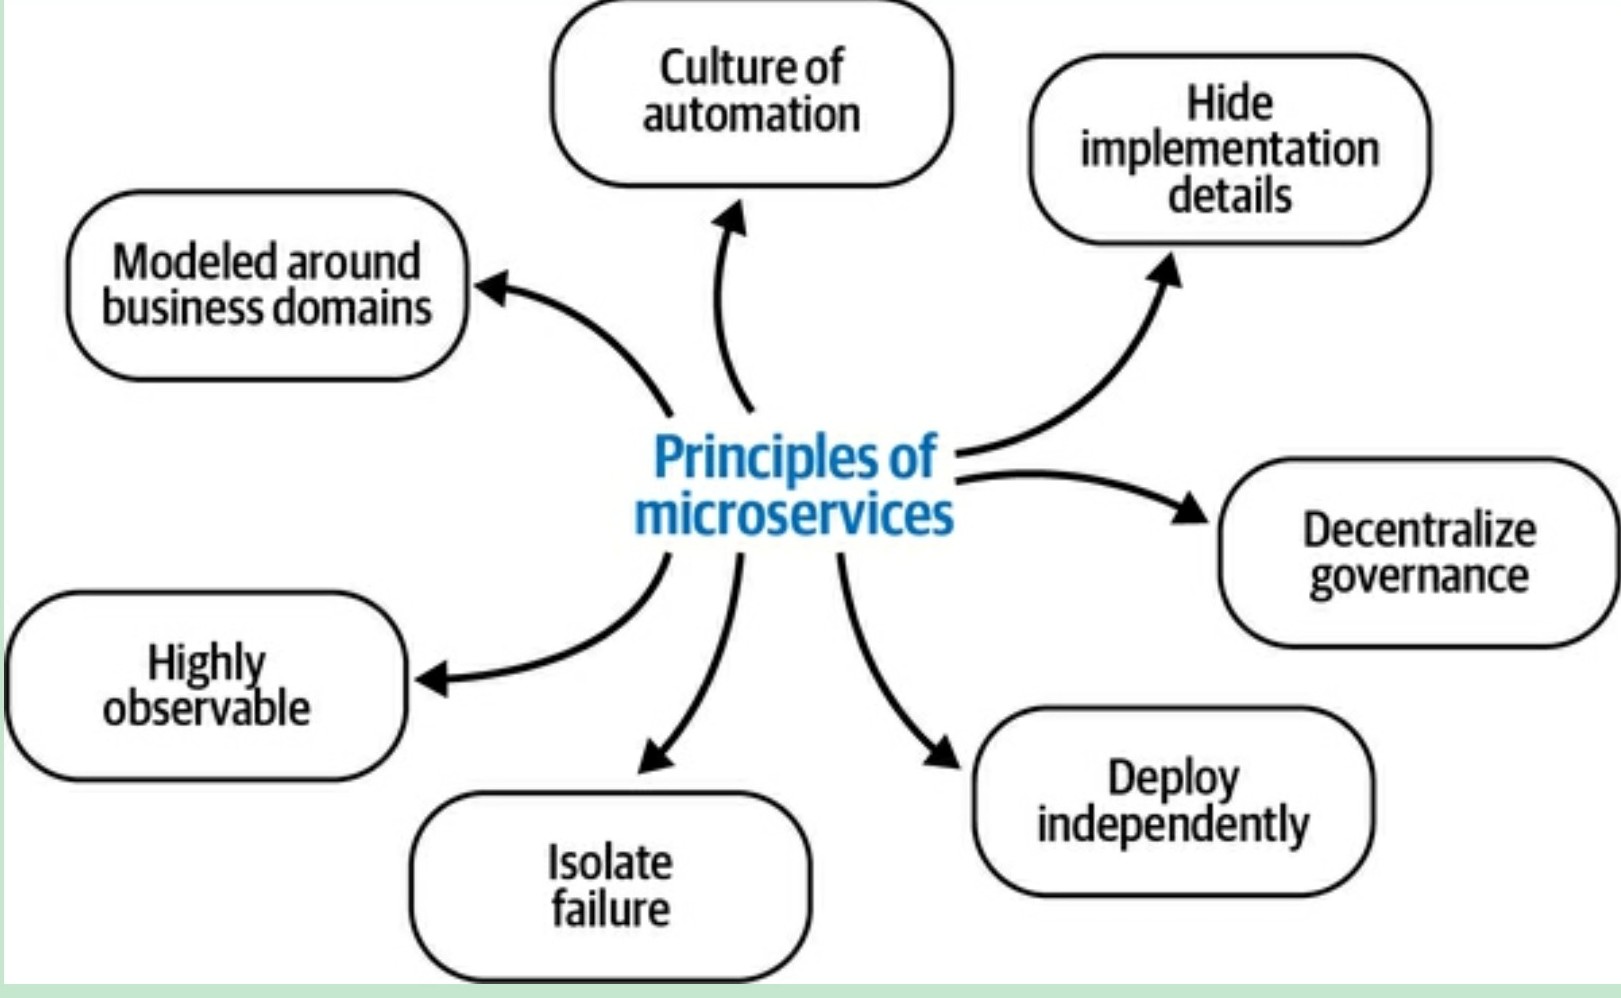 Culture of
automation
Hide
implementation
details
Modeled around
business domains
Principles of
microservices
Decentralize
governance
Highly
observable
Deploy
independently
Isolate
failure